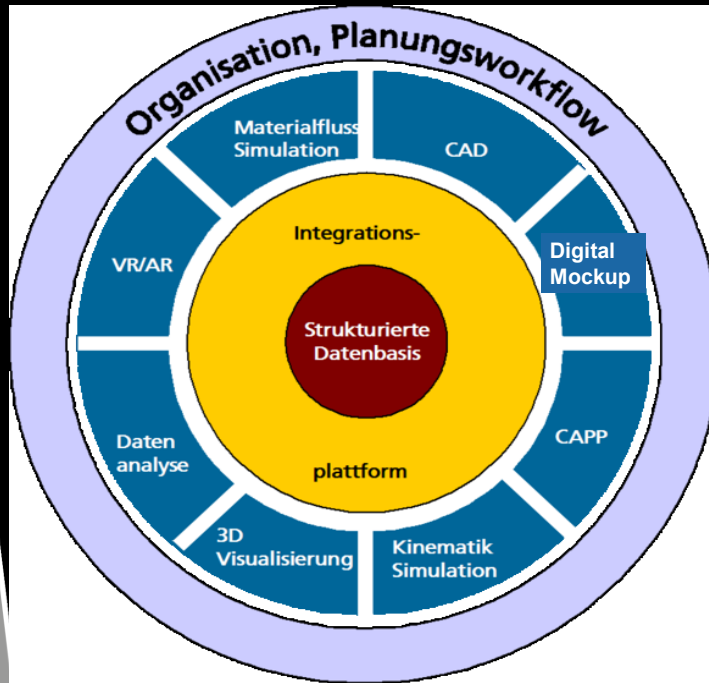 Organisation, Planungsworkflow
Materialfluss
Simulation
CAD
Digital
Mockup
VR/AR
Integrations-
Strukturierte
Datenbasis
plattform
CAPP
Daten
analyse
3D
Visualisierung
Kinematik
Simulation